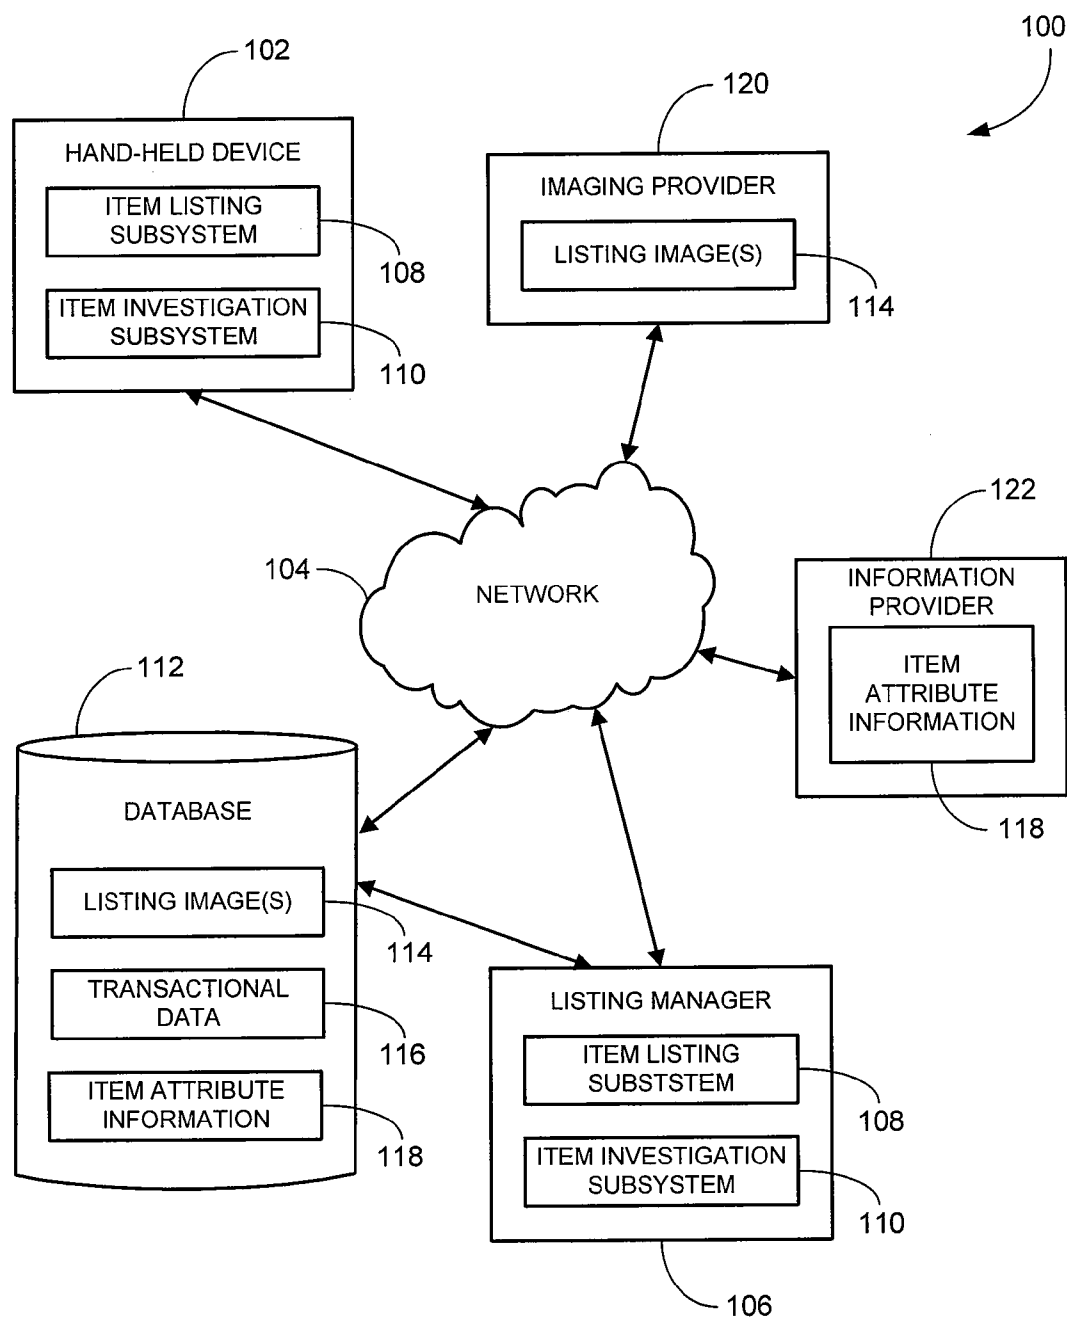 100
102
HAND-HELD DEVICE
ITEM LISTING
SUBSYSTEM
108
ITEM INVESTIGATION
SUBSYSTEM
110
120
IMAGING PROVIDER
LISTING IMAGE(S)
114
104
NETWORK
122
INFORMATION
PROVIDER
ITEM
ATTRIBUTE
INFORMATION
118
112
DATABASE
LISTING IMAGE(S)
114
TRANSACTIONAL
DATA
116
ITEM ATTRIBUTE
INFORMATION
118
LISTING MANAGER
ITEM LISTING
SUBSTSTEM
108
ITEM INVESTIGATION
SUBSYSTEM
110
106